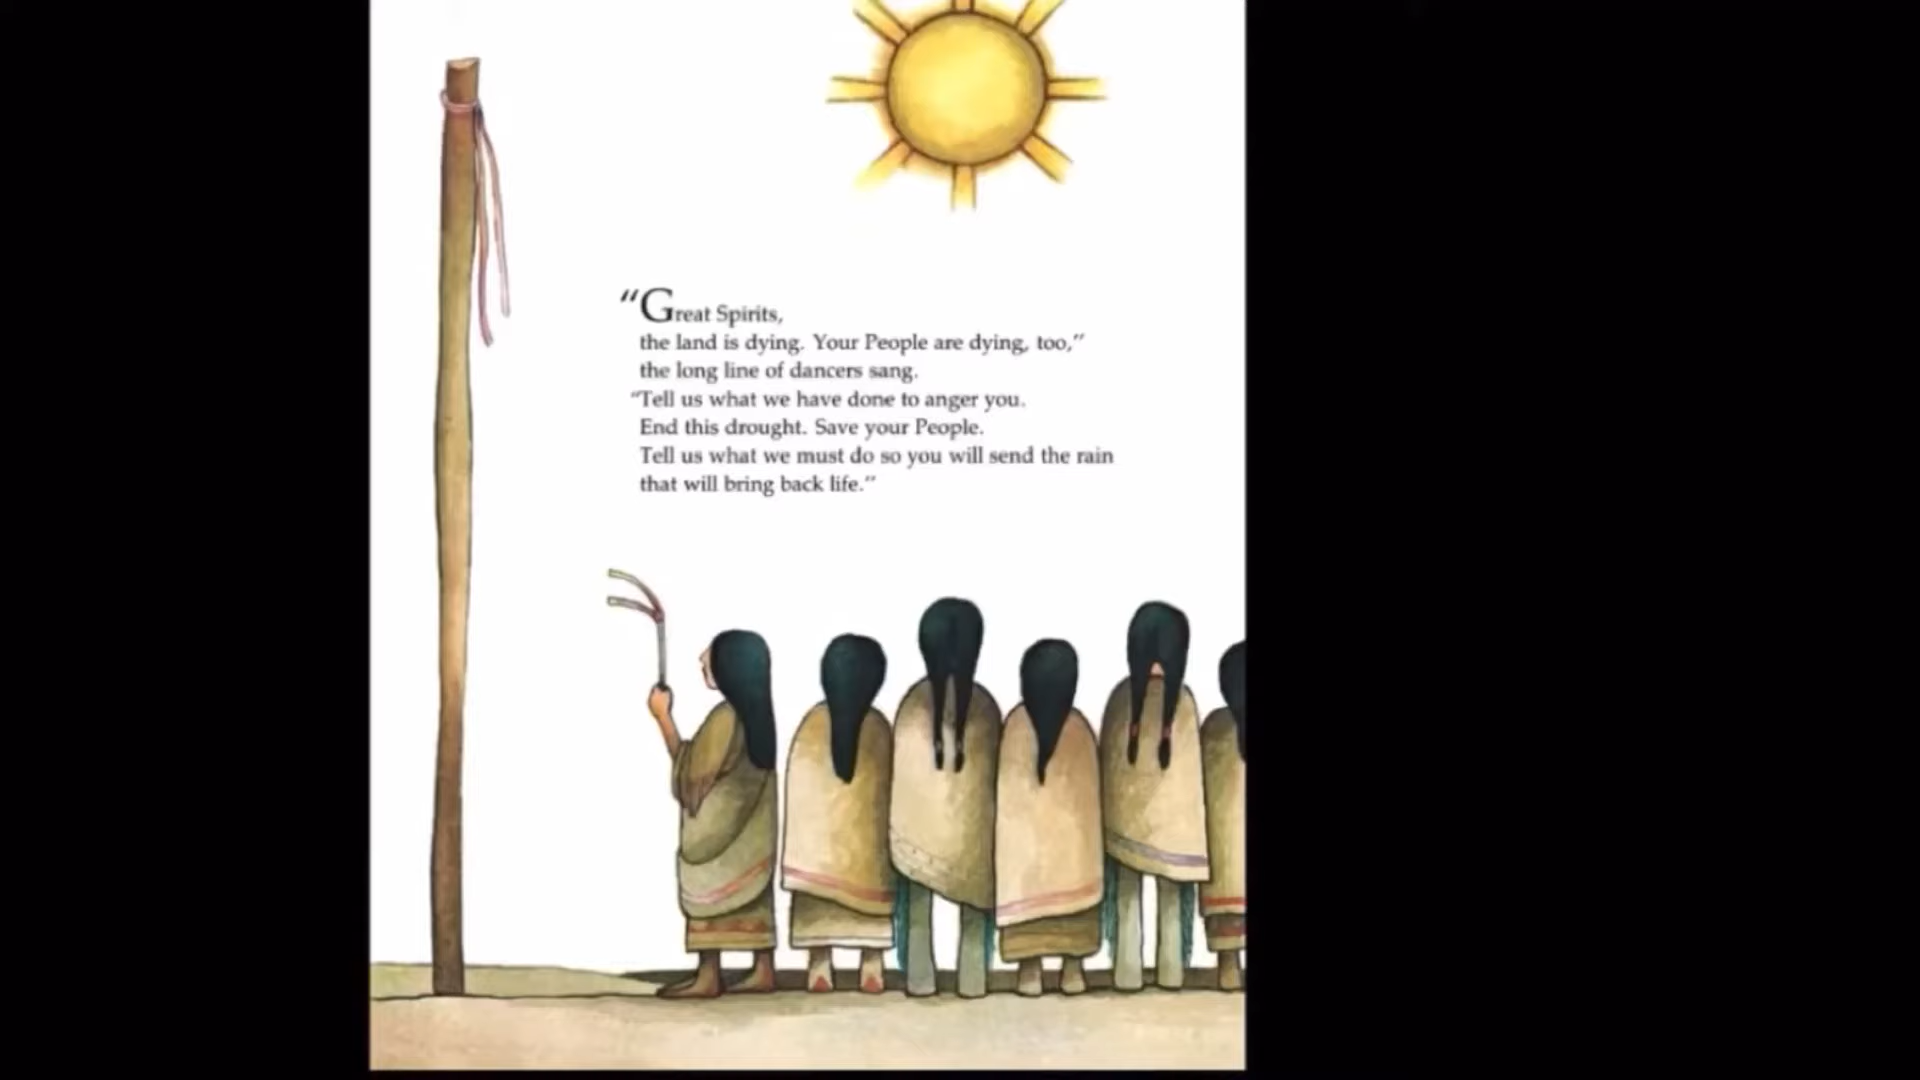 “Great Spirits,
the land is dying. Your People are dying, too,”
the long line of dancers sang.
“Tell us what we have done to anger you.
End this drought. Save your People.
Tell us what we must do so you will send the rain
that will bring back life.”